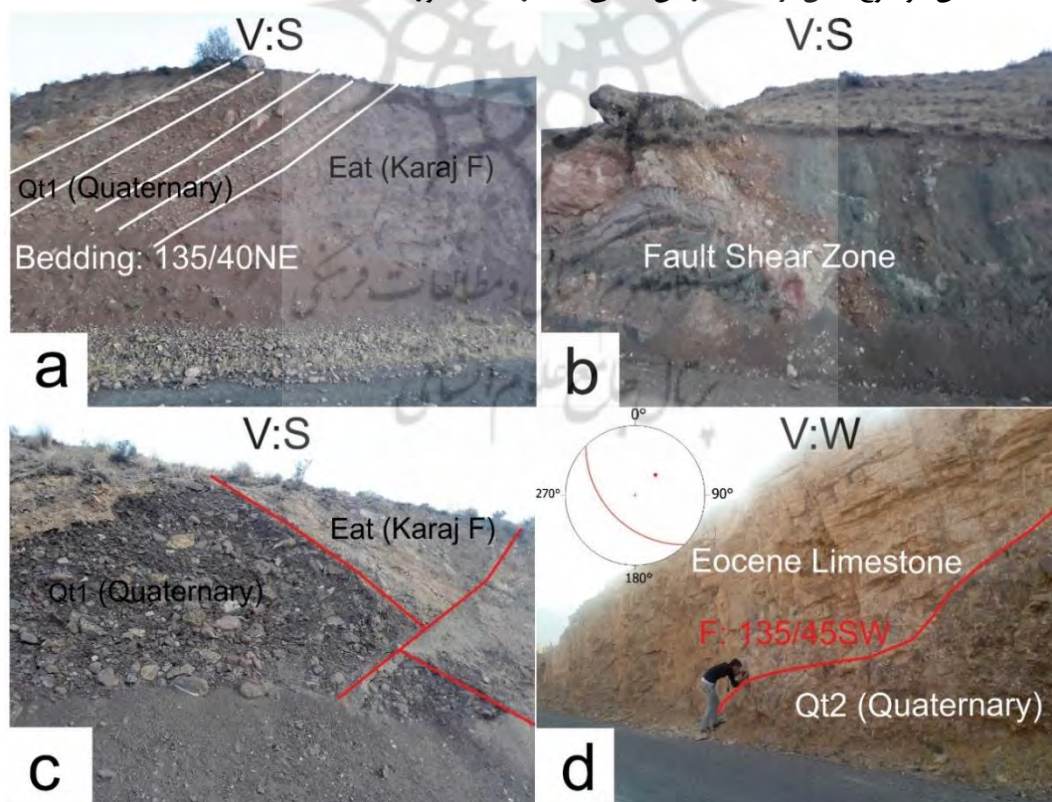 V:S
Qt1 (Quaternary)
Eat (Karaj F)
Bedding: 135/40NE
a
V:S
Fault Shear Zone
b
V:S
Eat (Karaj F)
Qt1 (Quaternary)
c
V:W
0°
270°
90°
180°
Eocene Limestone
F: 135/45SW
Qt2 (Quaternary)
d